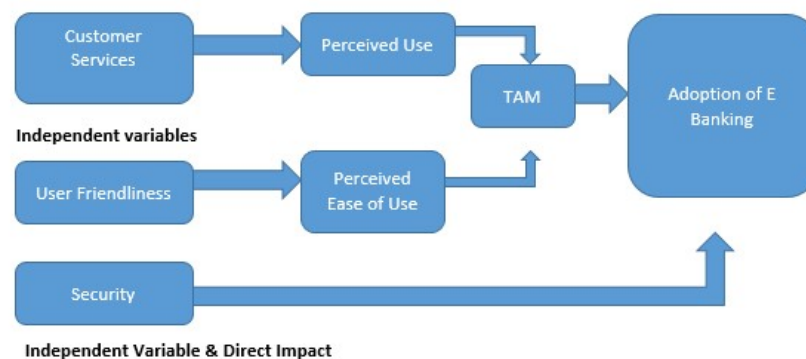 Customer
Services
Perceived Use
TAM
Adoption of E
Banking
Independent variables
User Friendliness
Perceived
Ease of Use
Security
Independent Variable & Direct Impact